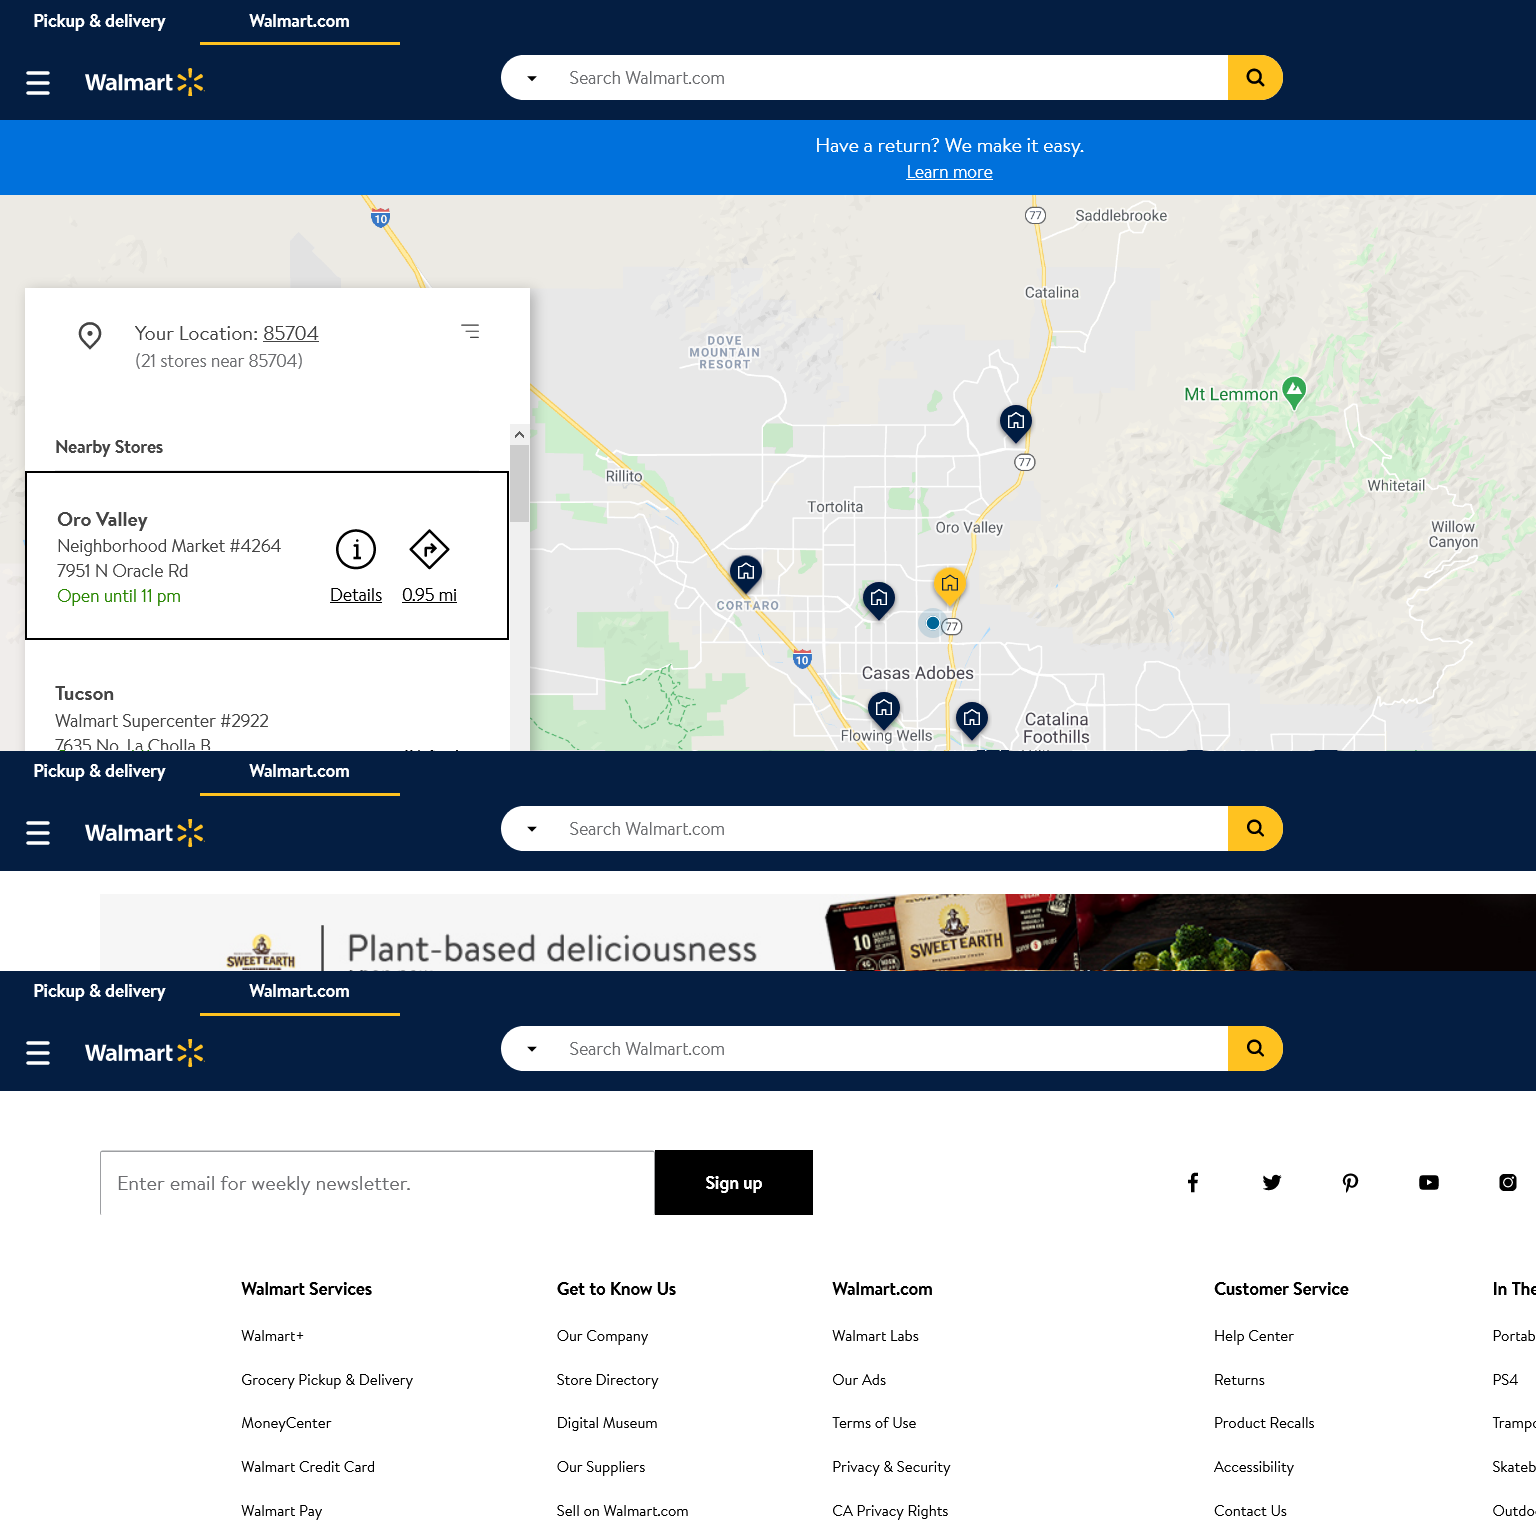 Pickup & delivery
Walmart.com
Walmart
Search Walmart.com
Have a return? We make it easy.
Learn more
10
77
Saddlebrooke
Catalina
Your Location: 85704
(21 stores near 85704)
DOVE
MOUNTAIN
RESORT
Mt Lemmon
Nearby Stores
77
Rillito
Whitetail
Tortolita
Oro Valley
Willow
Canyon
Oro Valley
Neighborhood Market #4264
7951 N Oracle Rd
Open until 11 pm
Details
0.95 mi
CORTARO
77
10
Casas Adobes
Tucson
Walmart Supercenter #2922
7635 No. La Cholla B
Flowing Wells
Catalina
Foothills
Pickup & delivery
Walmart.com
Walmart
Search Walmart.com
SWEET EARTH
Plant-based deliciousness
10
SWEET EARTH
Pickup & delivery
Walmart.com
Walmart
Search Walmart.com
Enter email for weekly newsletter.
Sign up
Walmart Services
Get to Know Us
Walmart.com
Customer Service
In The
Walmart+
Our Company
Walmart Labs
Help Center
Portab
Grocery Pickup & Delivery
Store Directory
Our Ads
Returns
PS4
MoneyCenter
Digital Museum
Terms of Use
Product Recalls
Trampo
Walmart Credit Card
Our Suppliers
Privacy & Security
Accessibility
Skateb
Walmart Pay
Sell on Walmart.com
CA Privacy Rights
Contact Us
Outdo